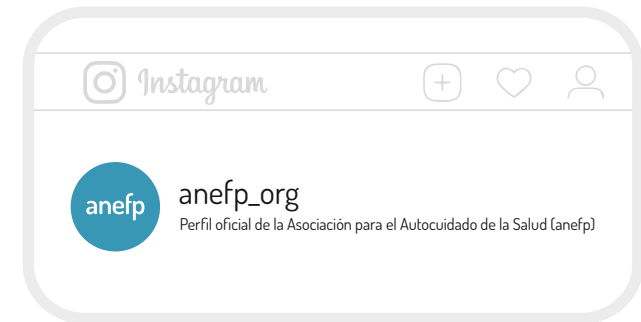 Instagram
anefp
anefp_org
Perfil oficial de la Asociación para el Autocuidado de la Salud (anefp)